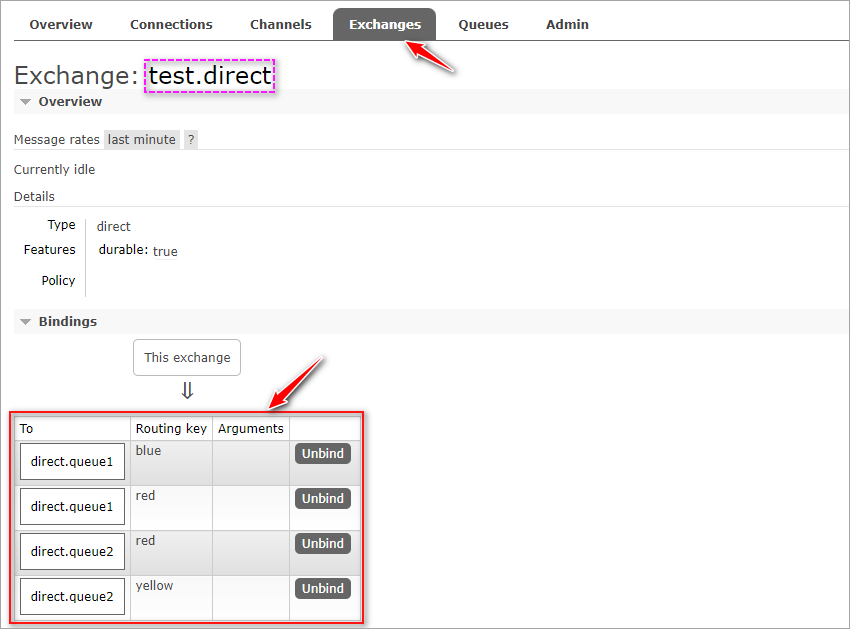 Overview Connections Channels Exchanges Queues Admin
Exchange: test.direct
Overview
Message rates last minute ?
Currently idle
Details
Type direct
Features durable: true
Policy
Bindings
This exchange
⇓
To Routing key Arguments
direct.queue1 blue Unbind
direct.queue1 red Unbind
direct.queue2 red Unbind
direct.queue2 yellow Unbind